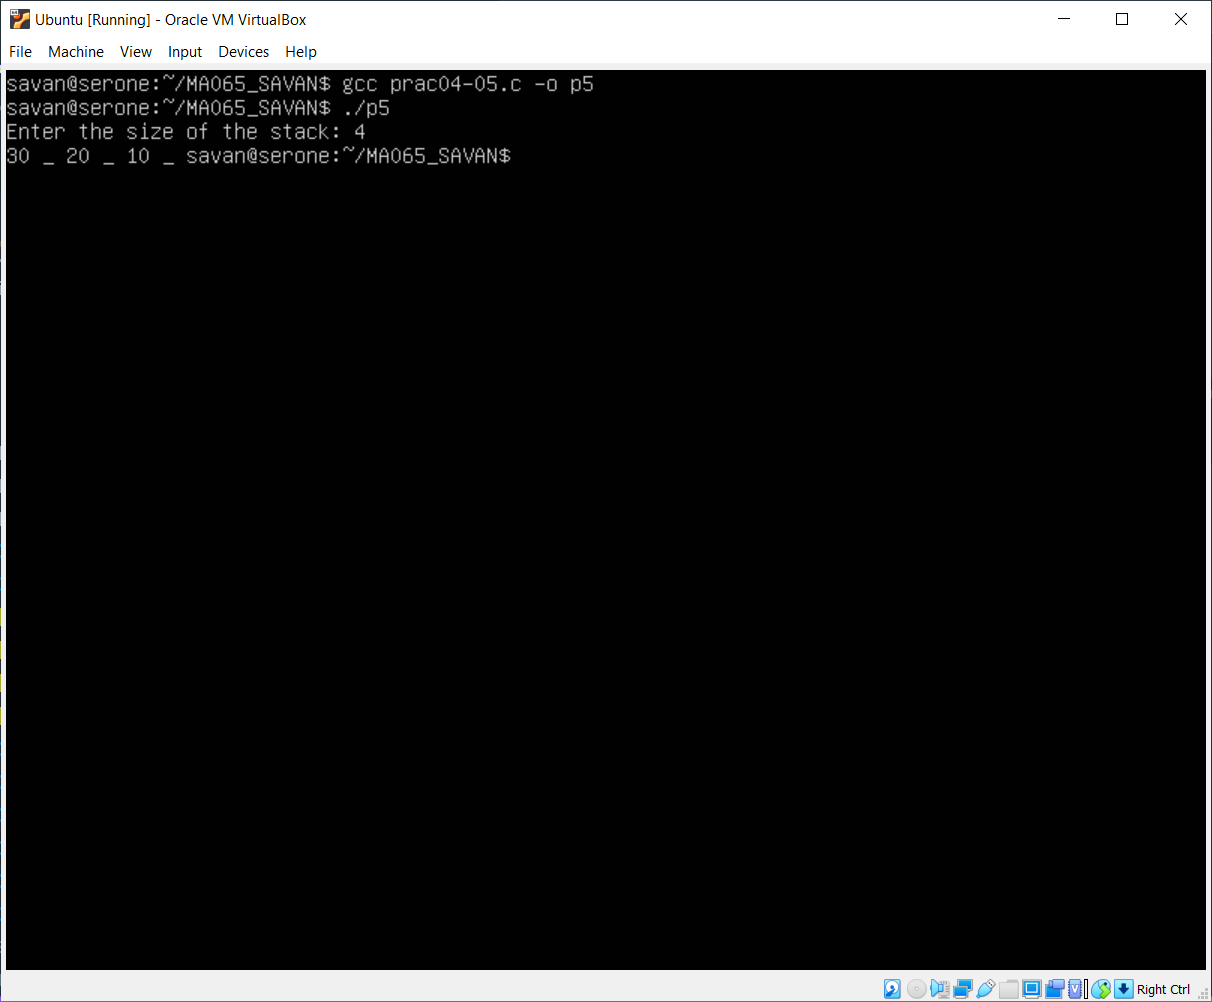 Ubuntu [Running] - Oracle VM VirtualBox
File Machine View Input Devices Help
savan@serone:~/MA065_SAVAN$ gcc prac04-05.c -o p5
savan@serone:~/MA065_SAVAN$ ./p5
Enter the size of the stack: 4
30 _ 20 _ 10 _ savan@serone:~/MA065_SAVAN$
Right Ctrl